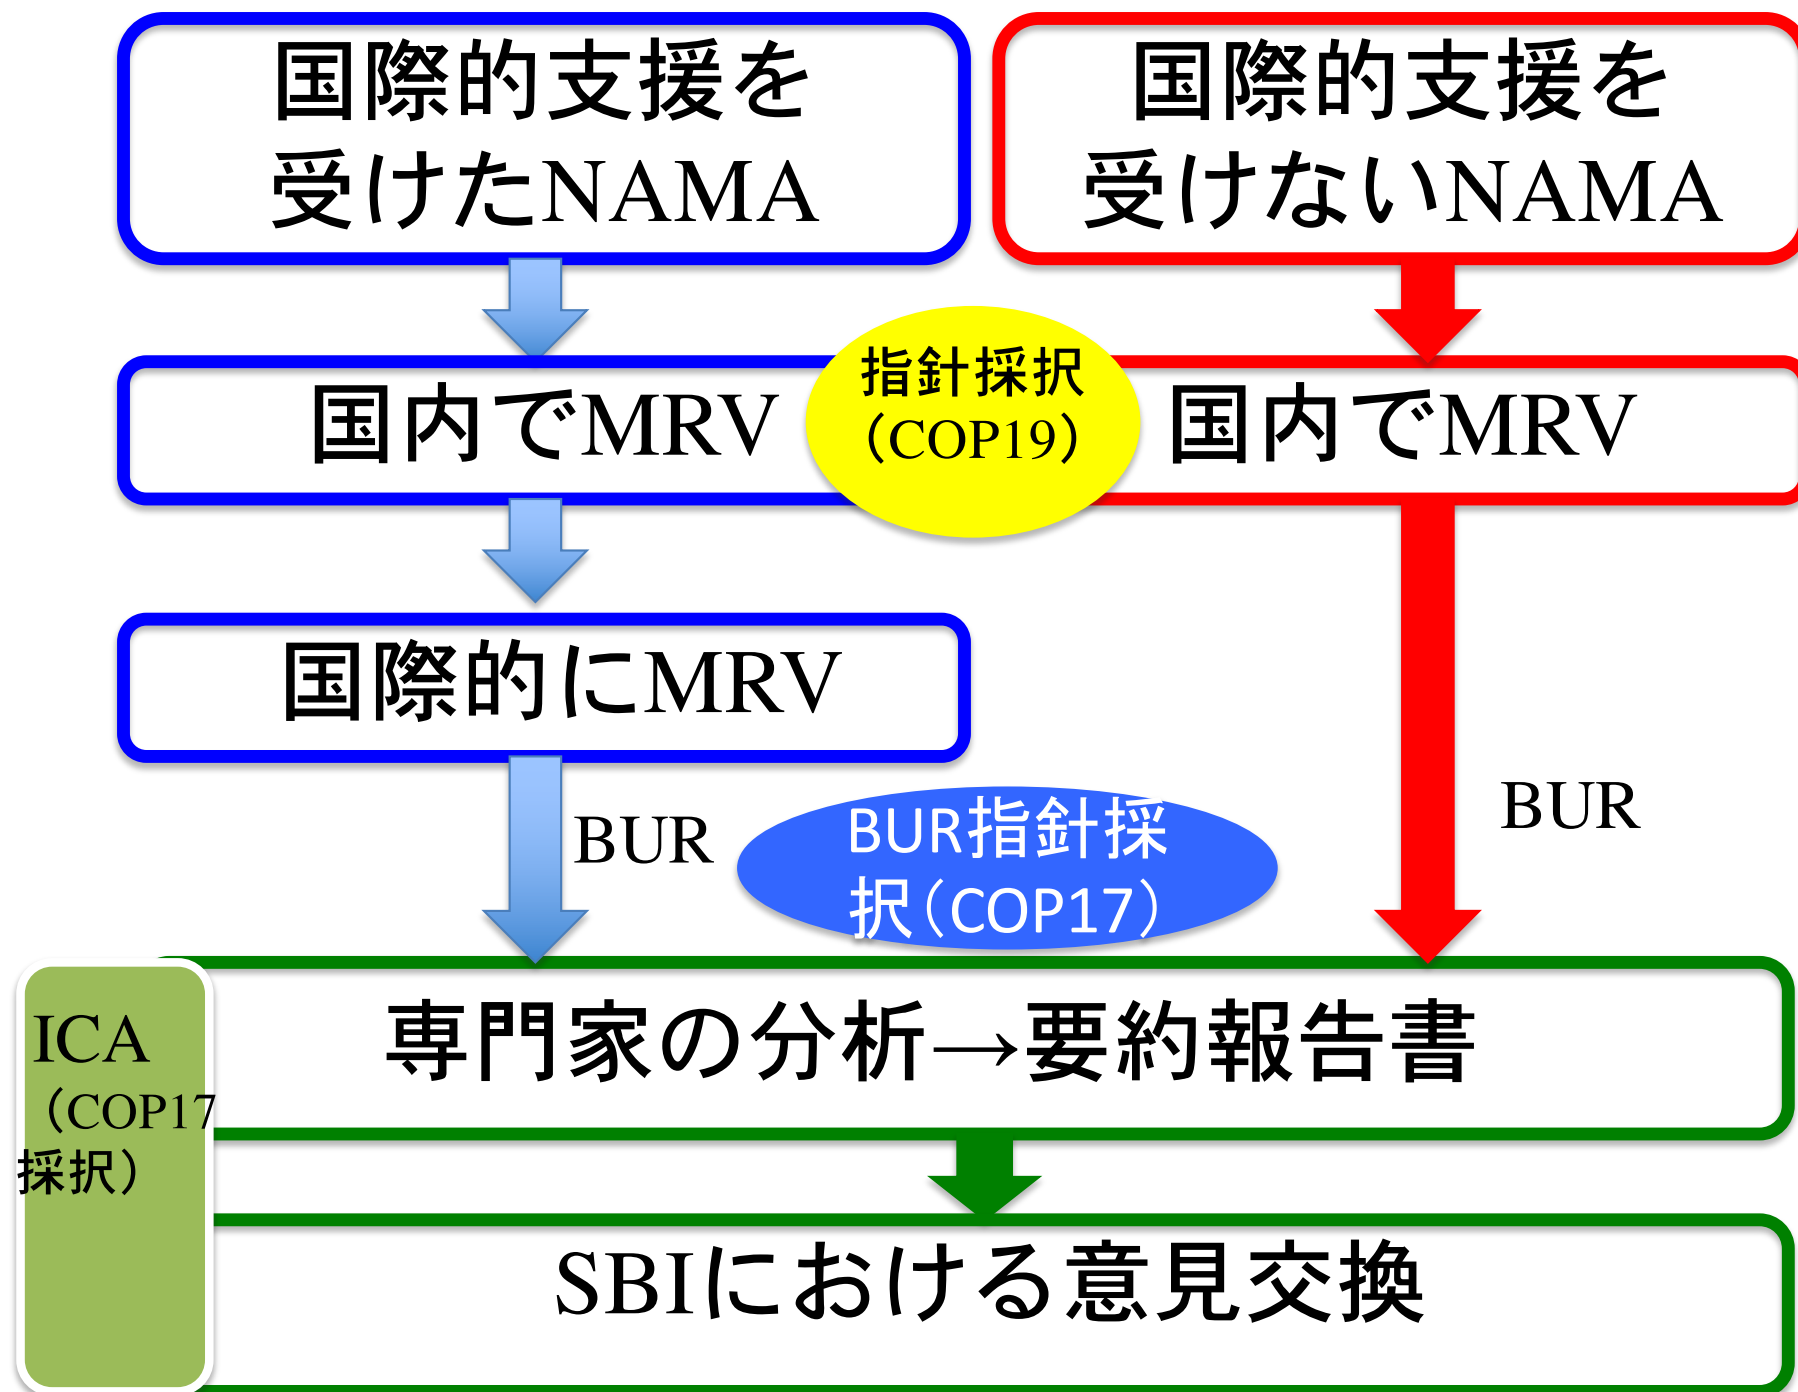 国際的支援を
受けたNAMA
国際的支援を
受けないNAMA
国内でMRV
指針採択
（COP19）
国内でMRV
国際的にMRV
BUR
BUR指針採
択（COP17）
BUR
ICA
（COP17
採択）
専門家の分析→要約報告書
SBIにおける意見交換